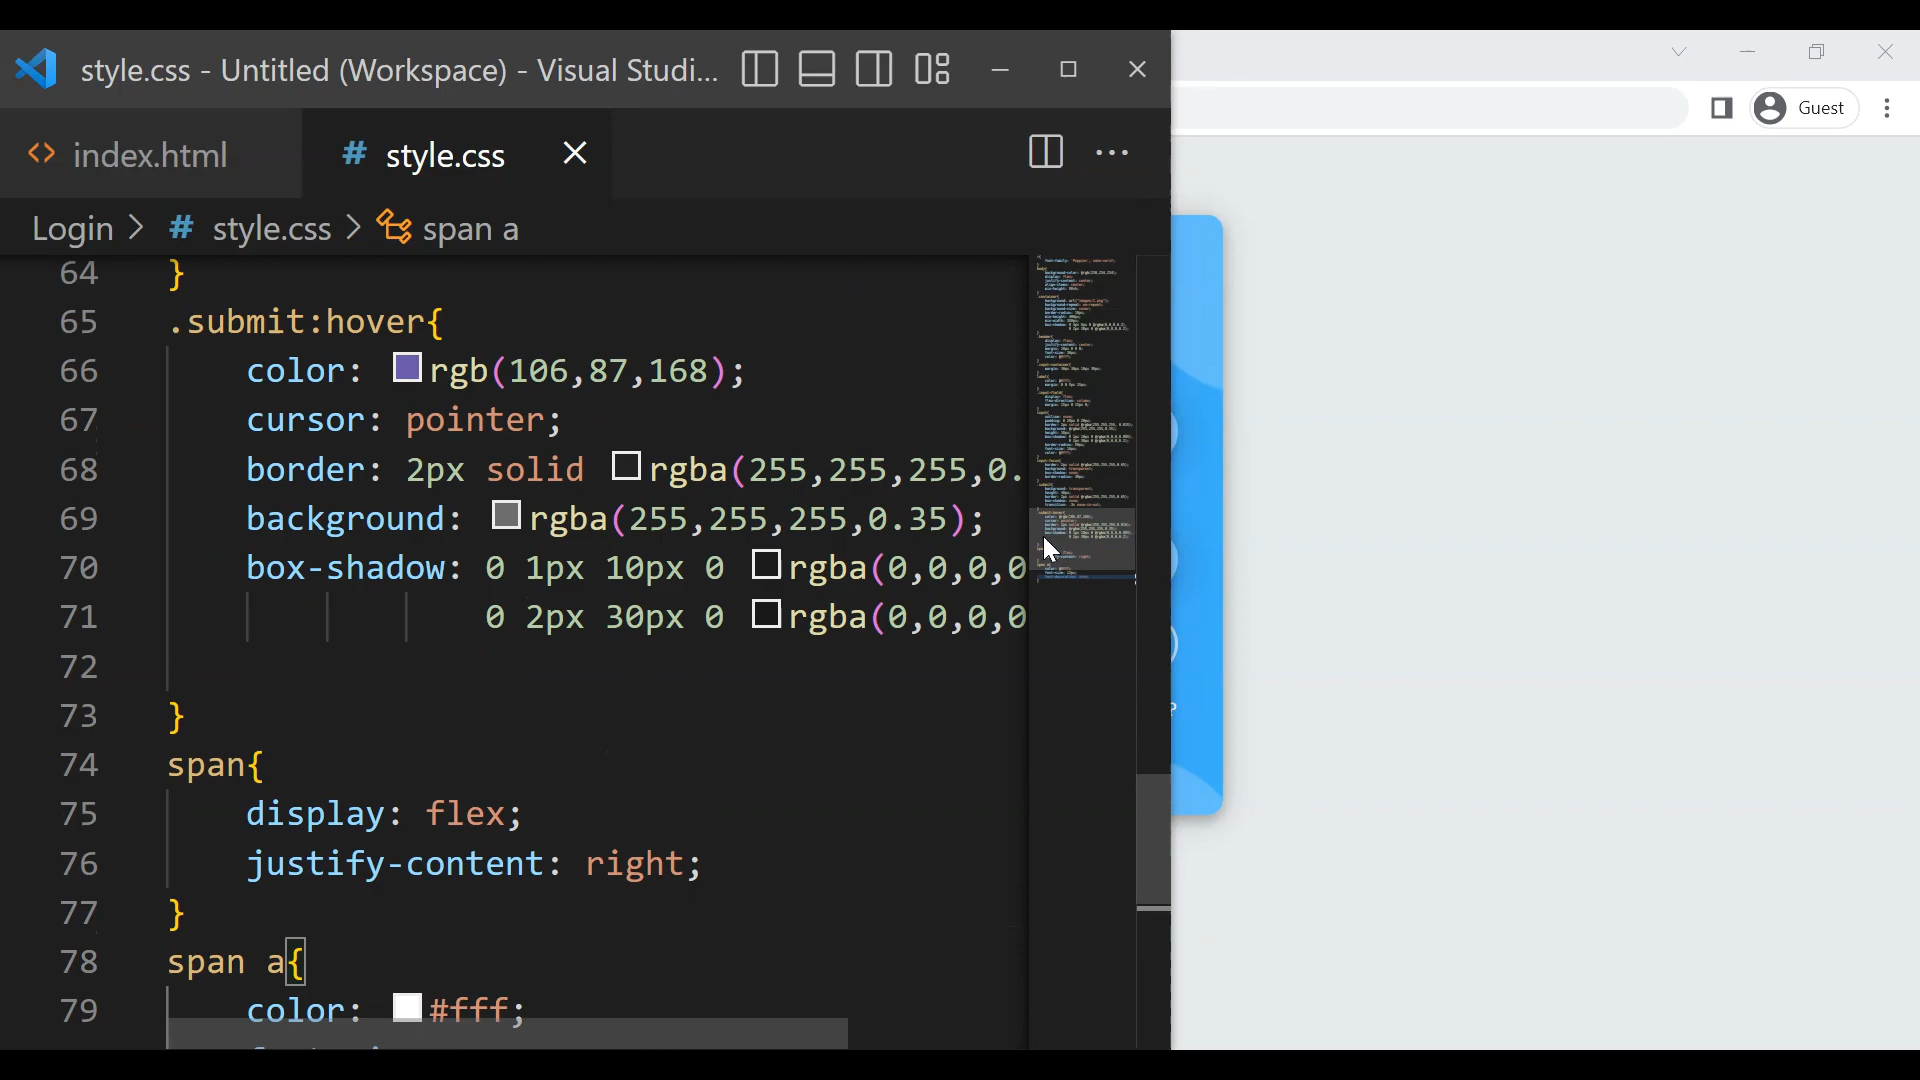 style.css - Untitled (Workspace) - Visual Studi...
Guest
index.html
# style.css
Login > # style.css > span a
64 }
65 .submit:hover{
66 color: rgb(106,87,168);
67 cursor: pointer;
68 border: 2px solid rgba(255,255,255,0.
69 background: rgba(255,255,255,0.35);
70 box-shadow: 0 1px 10px 0 rgba(0,0,0,0
71 0 2px 30px 0 rgba(0,0,0,0
72
73 }
74 span{
75 display: flex;
76 justify-content: right;
77 }
78 span a{
79 color: #fff;
?